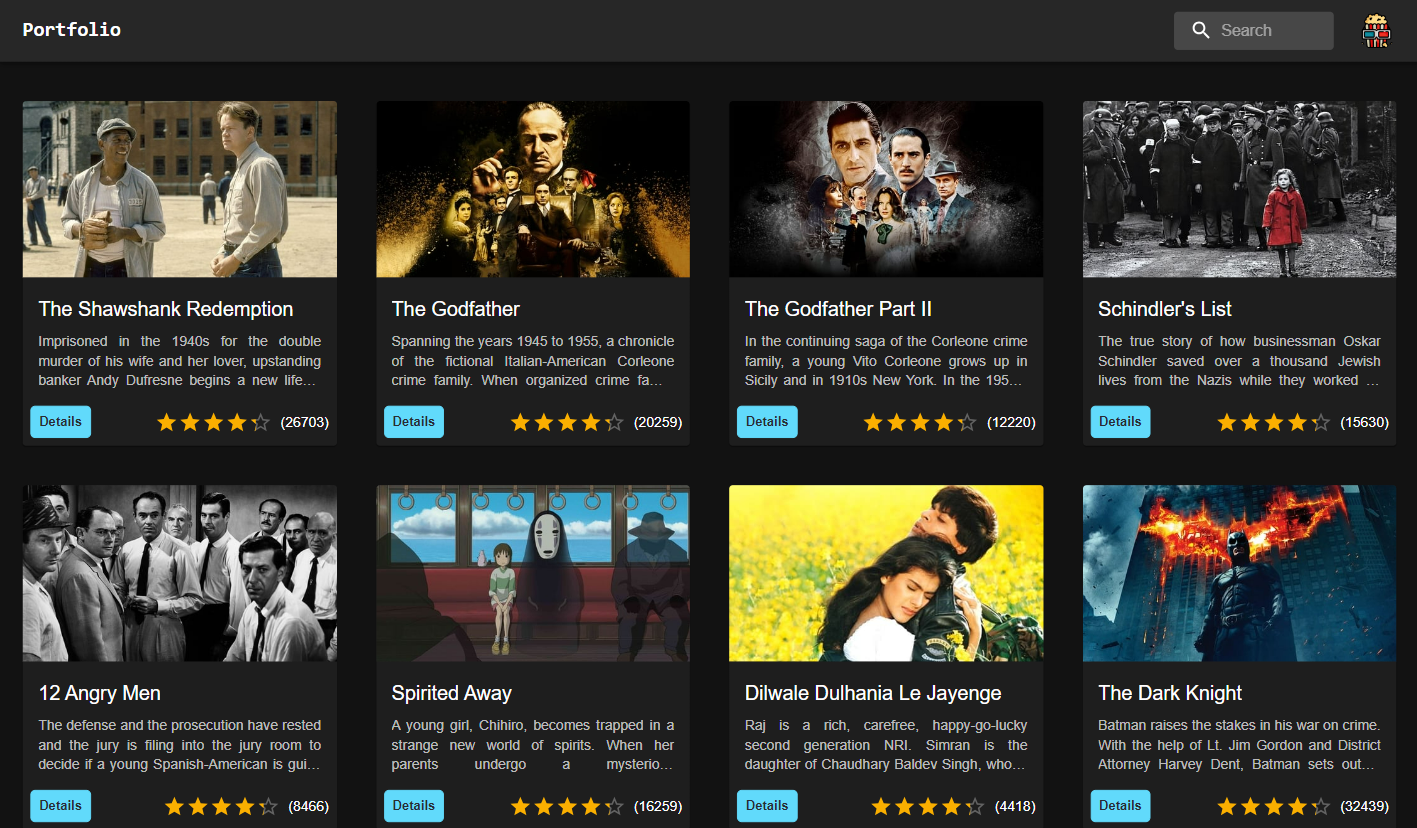 Portfolio
Search
The Shawshank Redemption
Imprisoned in the 1940s for the double
murder of his wife and her lover, upstanding
banker Andy Dufresne begins a new life...
Details
(26703)
The Godfather
Spanning the years 1945 to 1955, a chronicle
of the fictional Italian-American Corleone
crime family. When organized crime fa...
Details
(20259)
The Godfather Part II
In the continuing saga of the Corleone crime
family, a young Vito Corleone grows up in
Sicily and in 1910s New York. In the 195...
Details
(12220)
Schindler's List
The true story of how businessman Oskar
Schindler saved over a thousand Jewish
lives from the Nazis while they worked ...
Details
(15630)
12 Angry Men
The defense and the prosecution have rested
and the jury is filing into the jury room to
decide if a young Spanish-American is gui...
Details
(8466)
Spirited Away
A young girl, Chihiro, becomes trapped in a
strange new world of spirits. When her
parents undergo a mysterio...
Details
(16259)
Dilwale Dulhania Le Jayenge
Raj is a rich, carefree, happy-go-lucky
second generation NRI. Simran is the
daughter of Chaudhary Baldev Singh, who...
Details
(4418)
The Dark Knight
Batman raises the stakes in his war on crime.
With the help of Lt. Jim Gordon and District
Attorney Harvey Dent, Batman sets out...
Details
(32439)